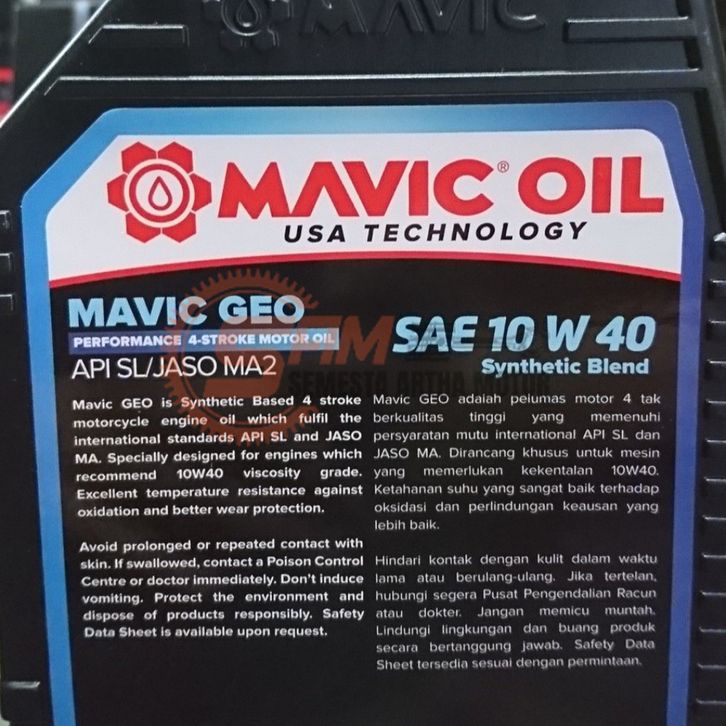 MAVIC
MAVIC® OIL
USA TECHNOLOGY
MAVIC GEO
PERFORMANCE 4-STROKE MOTOR OIL
API SL/JASO MA2
SAE 10 W 40
Synthetic Blend
SEMESTA ARTHA MOTOR
Mavic GEO is Synthetic Based 4 stroke
motorcycle engine oil which fulfil the
international standards API SL and JASO
MA. Specially designed for engines which
recommend 10W40 viscosity grade.
Excellent temperature resistance against
oxidation and better wear protection.
Avoid prolonged or repeated contact with
skin. If swallowed, contact a Poison Control
Centre or doctor immediately. Don't induce
vomiting. Protect the environment and
dispose of products responsibly. Safety
Data Sheet is available upon request.
Mavic GEO adalah pelumas motor 4 tak
berkualitas tinggi yang memenuhi
persyaratan mutu international API SL dan
JASO MA. Dirancang khusus untuk mesin
yang memerlukan kekentalan 10W40.
Ketahanan suhu yang sangat baik terhadap
oksidasi dan perlindungan keausan yang
lebih baik.
Hindari kontak dengan kulit dalam waktu
lama atau berulang-ulang. Jika tertelan,
hubungi segera Pusat Pengendalian Racun
atau dokter. Jangan memicu muntah.
Lindungi lingkungan dan buang produk
secara bertanggung jawab. Safety Data
Sheet tersedia sesuai dengan permintaan.